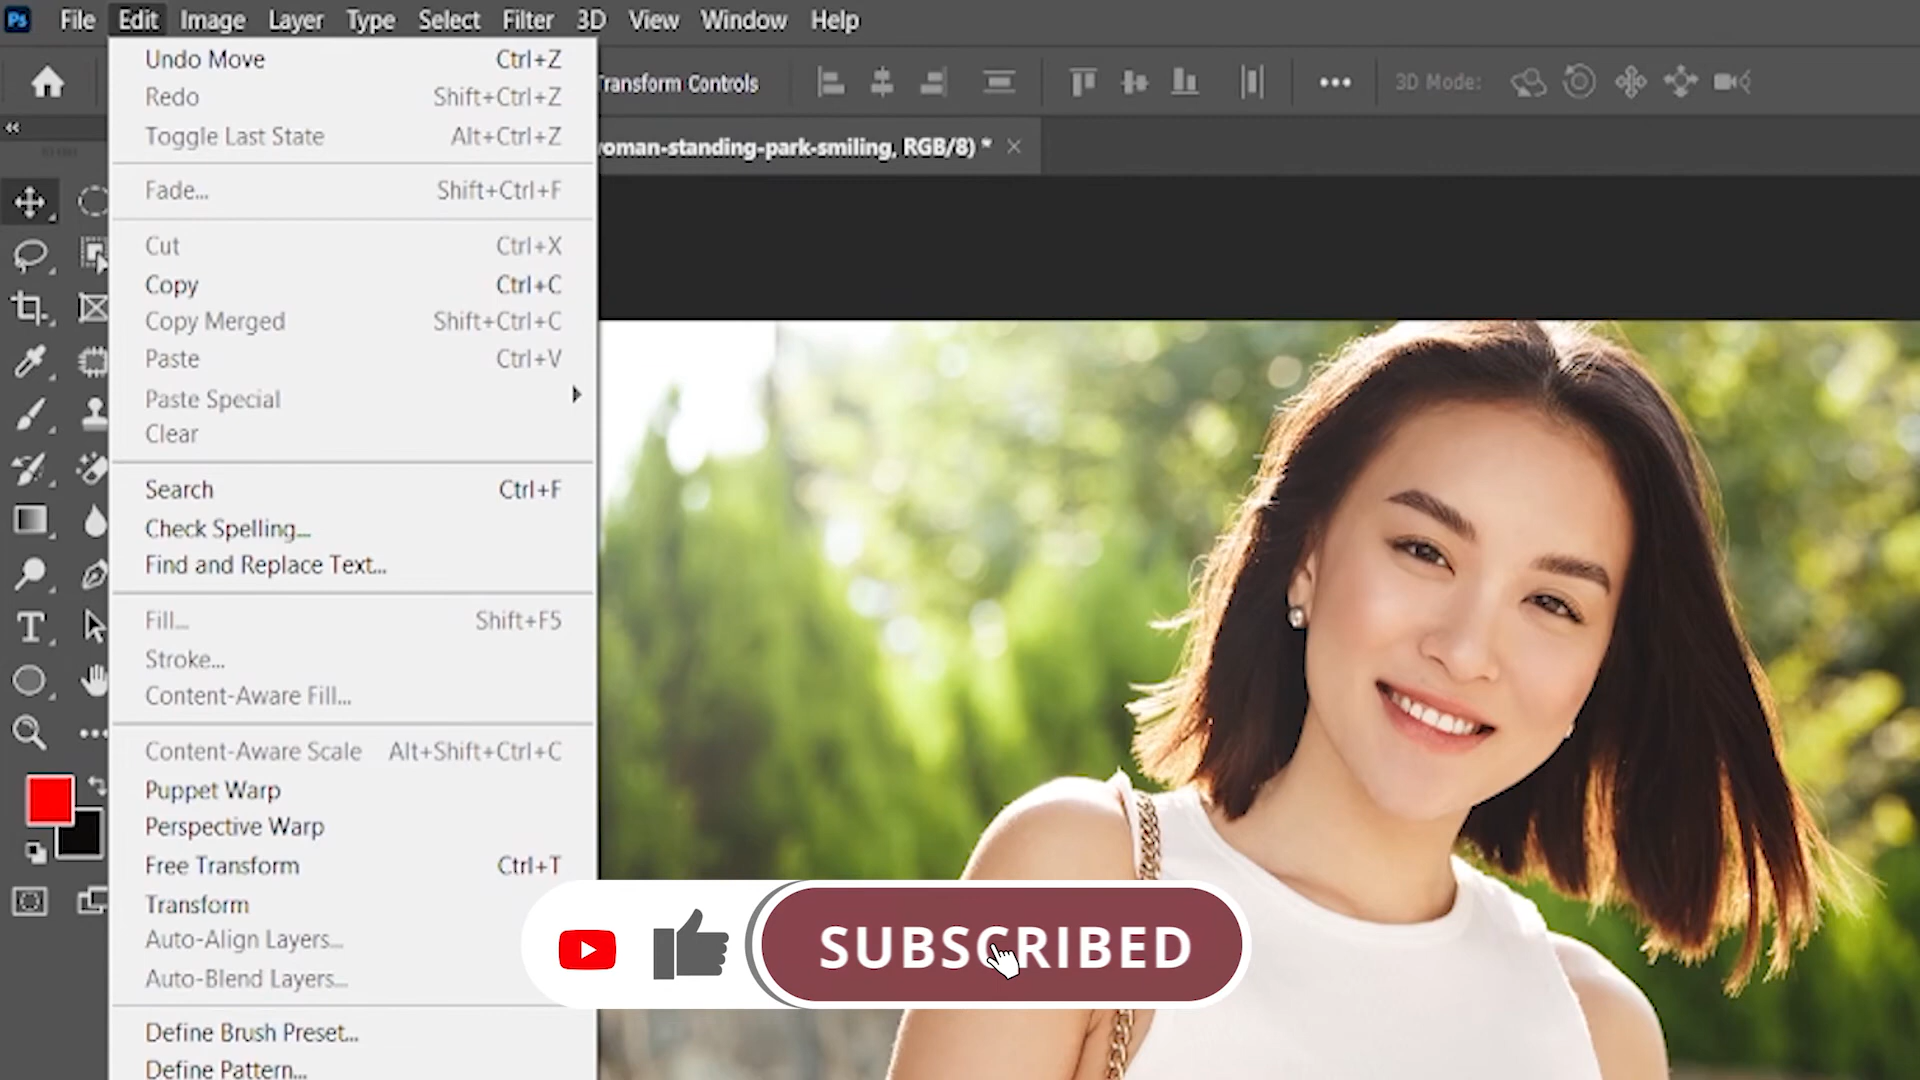 Ps File Edit Image Layer Type Select Filter 3D View Window Help
Transform Controls 3D Mode:
woman-standing-park-smiling, RGB/8) *
Undo Move Ctrl+Z
Redo Shift+Ctrl+Z
Toggle Last State Alt+Ctrl+Z
Fade... Shift+Ctrl+F
Cut Ctrl+X
Copy Ctrl+C
Copy Merged Shift+Ctrl+C
Paste Ctrl+V
Paste Special
Clear
Search Ctrl+F
Check Spelling...
Find and Replace Text...
Fill... Shift+F5
Stroke...
Content-Aware Fill...
Content-Aware Scale Alt+Shift+Ctrl+C
Puppet Warp
Perspective Warp
Free Transform Ctrl+T
Transform
Auto-Align Layers...
Auto-Blend Layers...
Define Brush Preset...
Define Pattern...
SUBSCRIBED